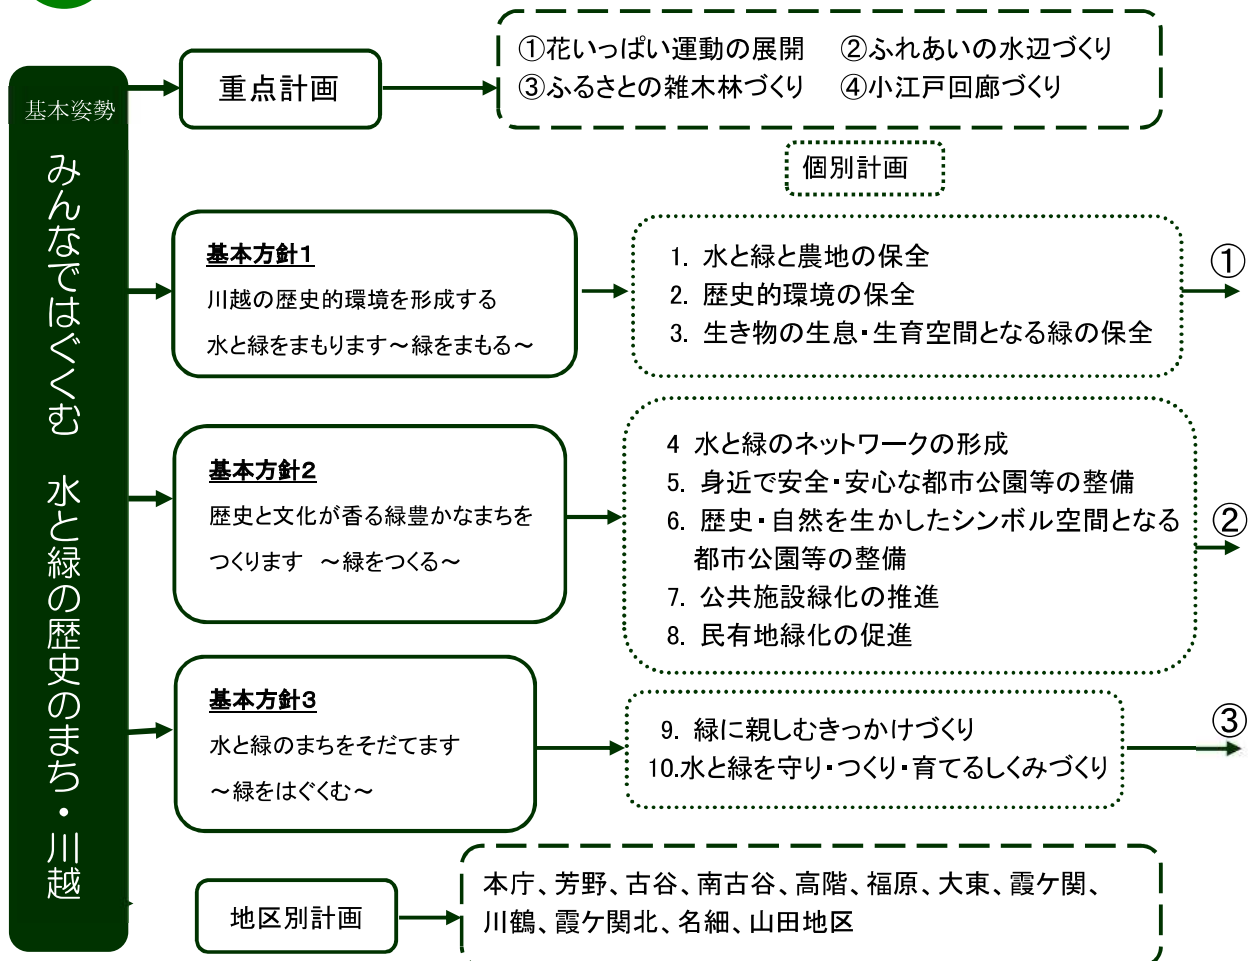 基本姿勢
みんなではぐくむ 水と緑の歴史のまち・川越
重点計画
①花いっぱい運動の展開 ②ふれあいの水辺づくり
③ふるさとの雑木林づくり ④小江戸回廊づくり
個別計画
基本方針１
川越の歴史的環境を形成する
水と緑をまもります～緑をまもる～
1. 水と緑と農地の保全
2. 歴史的環境の保全
3. 生き物の生息・生育空間となる緑の保全
①
基本方針２
歴史と文化が香る緑豊かなまちを
つくります ～緑をつくる～
4 水と緑のネットワークの形成
5. 身近で安全・安心な都市公園等の整備
6. 歴史・自然を生かしたシンボル空間となる
都市公園等の整備
7. 公共施設緑化の推進
8. 民有地緑化の促進
②
基本方針３
水と緑のまちをそだてます
～緑をはぐくむ～
9. 緑に親しむきっかけづくり
10.水と緑を守り・つくり・育てるしくみづくり
③
地区別計画
本庁、芳野、古谷、南古谷、高階、福原、大東、霞ケ関、
川鶴、霞ケ関北、名細、山田地区